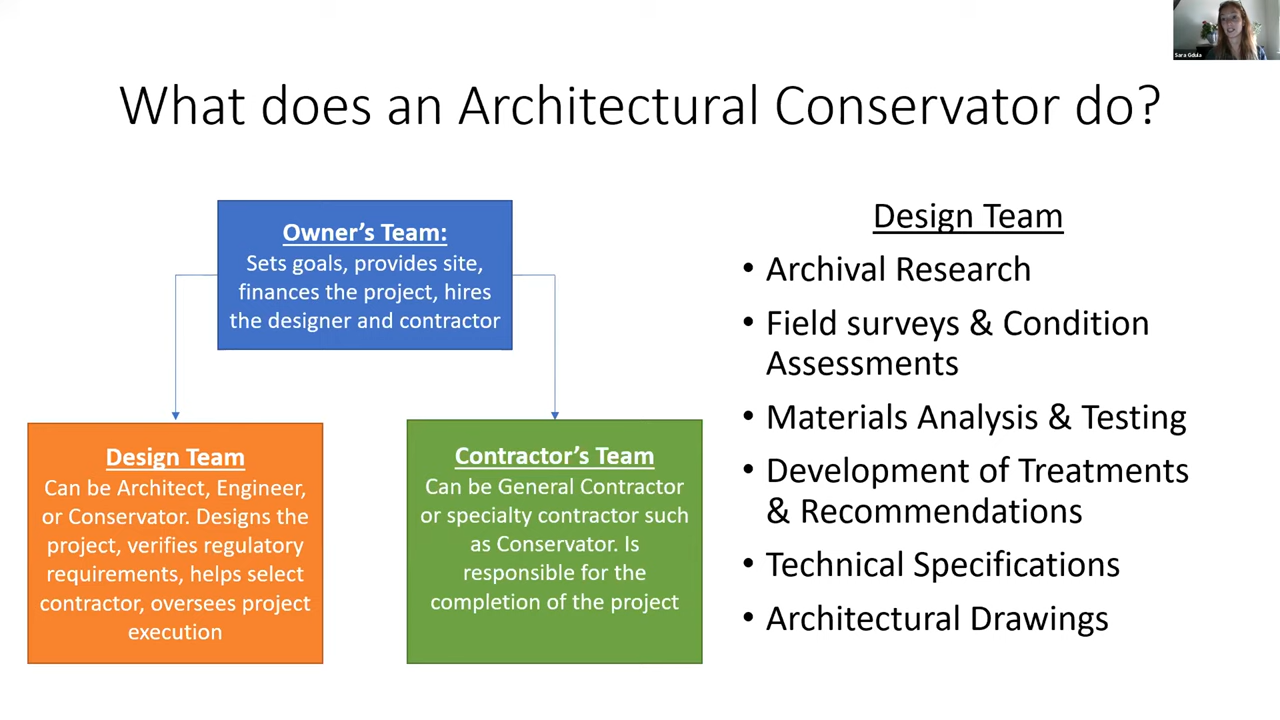 Sara Gdula
What does an Architectural Conservator do?
Owner's Team:
Sets goals, provides site,
finances the project, hires
the designer and contractor
Design Team
Can be Architect, Engineer,
or Conservator. Designs the
project, verifies regulatory
requirements, helps select
contractor, oversees project
execution
Contractor's Team
Can be General Contractor
or specialty contractor such
as Conservator. Is
responsible for the
completion of the project
Design Team
• Archival Research
• Field surveys & Condition
Assessments
• Materials Analysis & Testing
• Development of Treatments
& Recommendations
• Technical Specifications
• Architectural Drawings